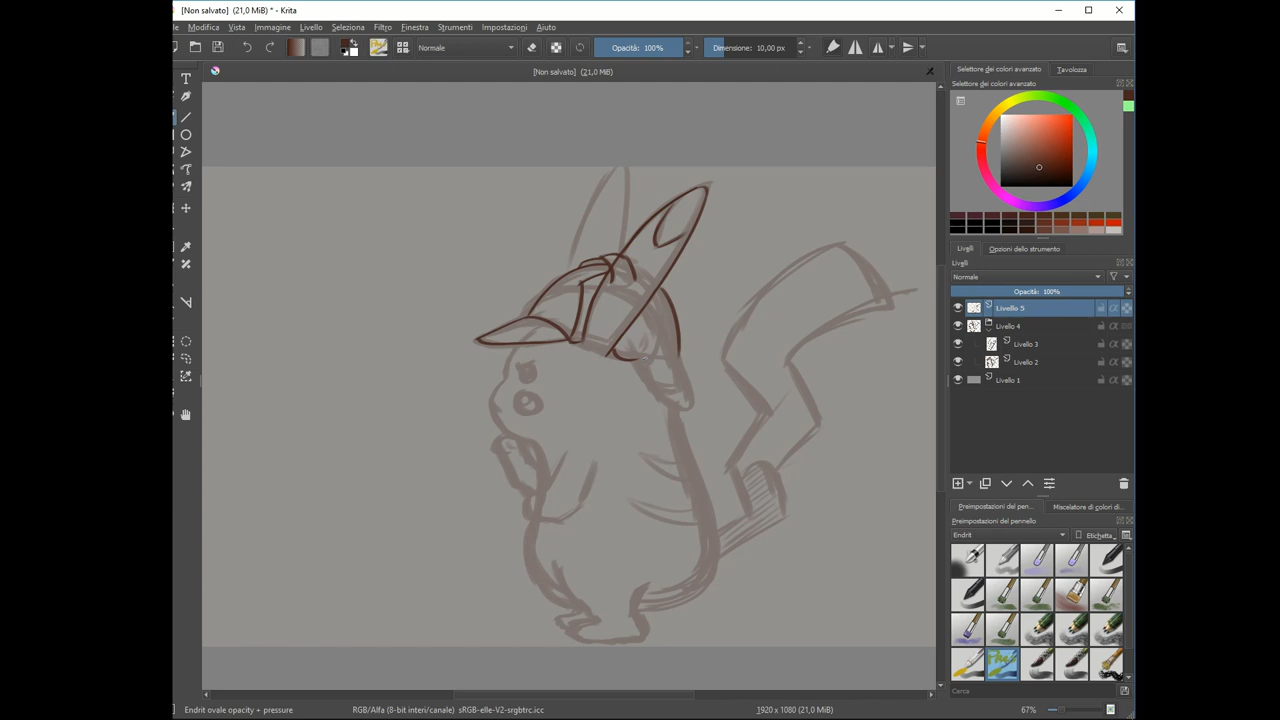 [Non salvato] (21,0 MiB) * - Krita
le Modifica Vista Immagine Livello Seleziona Filtro Finestra Strumenti Impostazioni Aiuto
Normale Opacità: 100% Dimensione: 10,00 px
[Non salvato] (21,0 MiB)
Selettore dei colori avanzato Tavolozza
Selettore dei colori avanzato
Livelli Opzioni dello strumento
Livelli
Normale
Opacità: 100%
Livello 5
Livello 4
Livello 3
Livello 2
Livello 1
Preimpostazioni del pen... Miscelatore di colori di...
Preimpostazioni del pennello
Endrit Etichetta
Cerca
Endrit ovale opacity + pressure RGB/Alfa (8-bit interi/canale) sRGB-elle-V2-srgbtrc.icc 1920 x 1080 (21,0 MiB) 67%